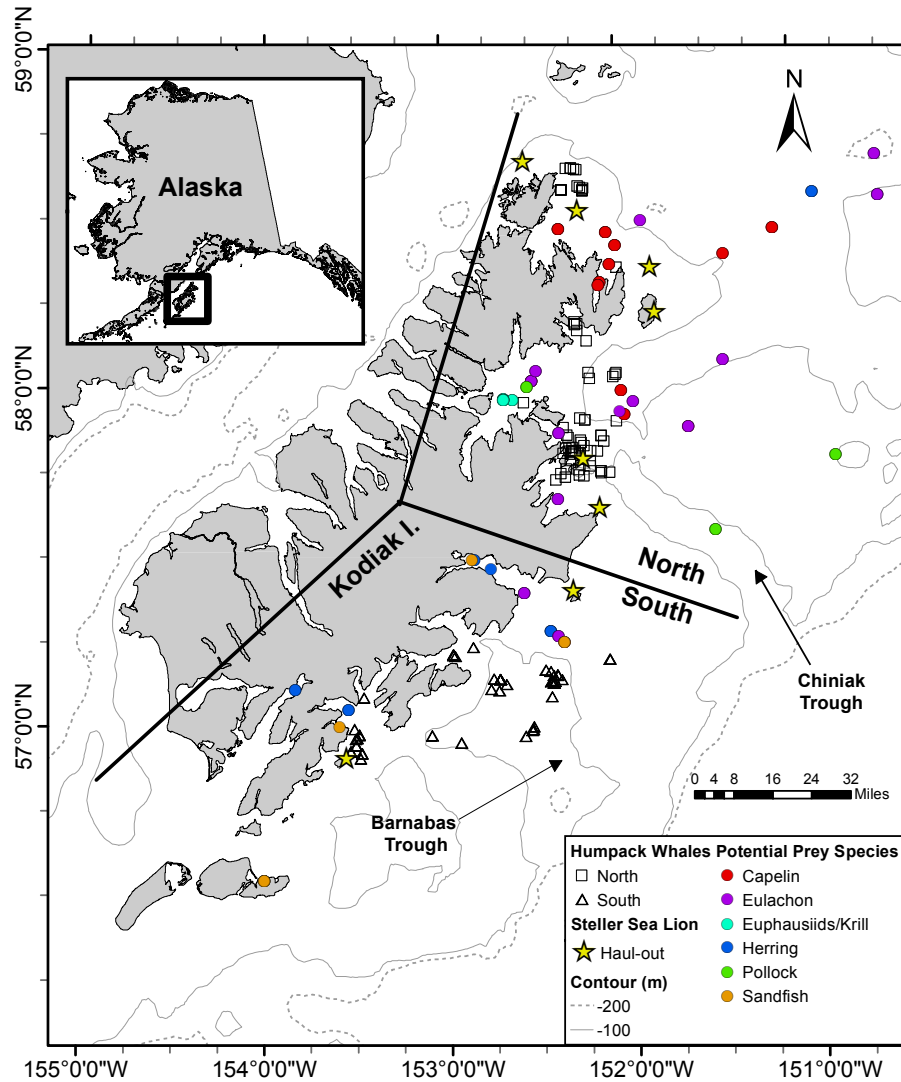 59°0'0"N
58°0'0"N
57°0'0"N
Alaska
N
Kodiak I.
North
South
Chiniak
Trough
Barnabas
Trough
0 4 8 16 24 32
Miles
Humpack Whales Potential Prey Species
North Capelin
South Eulachon
Steller Sea Lion Euphausiids/Krill
Haul-out Herring
Contour (m) Pollock
-200 Sandfish
-100
155°0'0"W 154°0'0"W 153°0'0"W 152°0'0"W 151°0'0"W